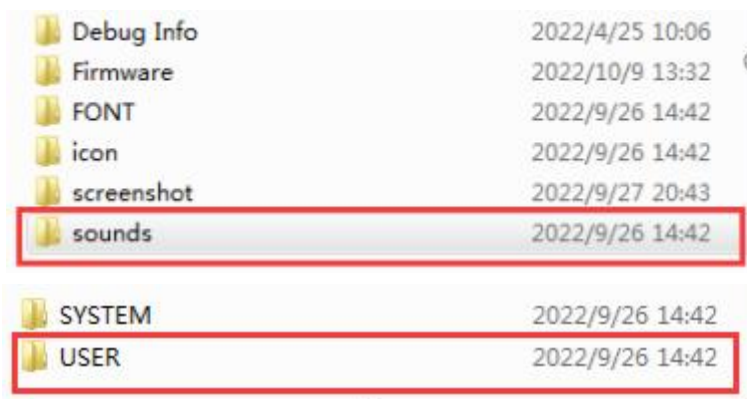 Debug Info 2022/4/25 10:06
Firmware 2022/10/9 13:32
FONT 2022/9/26 14:42
icon 2022/9/26 14:42
screenshot 2022/9/27 20:43
sounds 2022/9/26 14:42
SYSTEM 2022/9/26 14:42
USER 2022/9/26 14:42